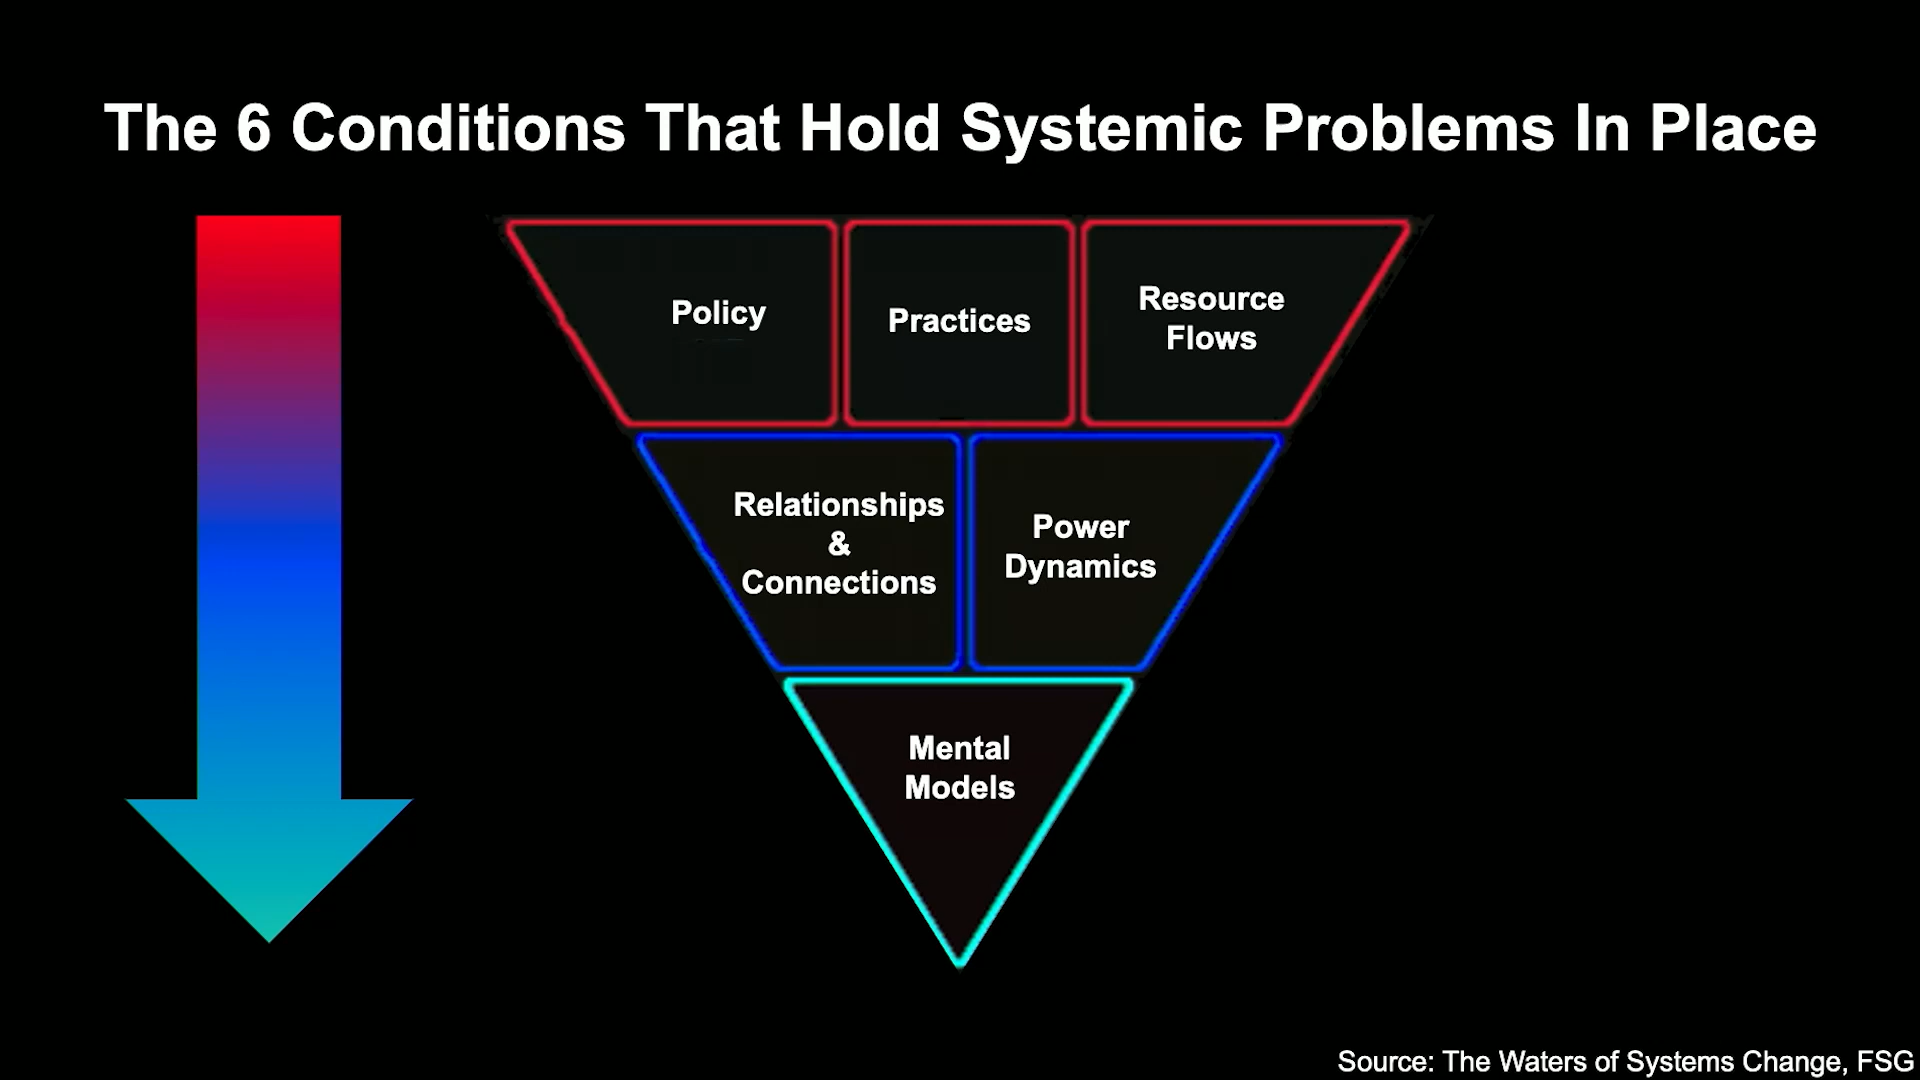 The 6 Conditions That Hold Systemic Problems In Place
Policy
Practices
Resource
Flows
Relationships
&
Connections
Power
Dynamics
Mental
Models
Source: The Waters of Systems Change, FSG